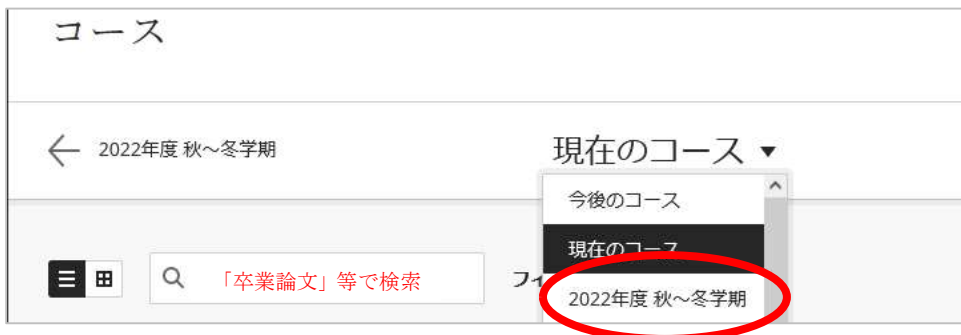 コース
2022年度 秋～冬学期
現在のコース ▼
今後のコース
現在のコース
「卒業論文」等で検索
フィ
2022年度 秋～冬学期